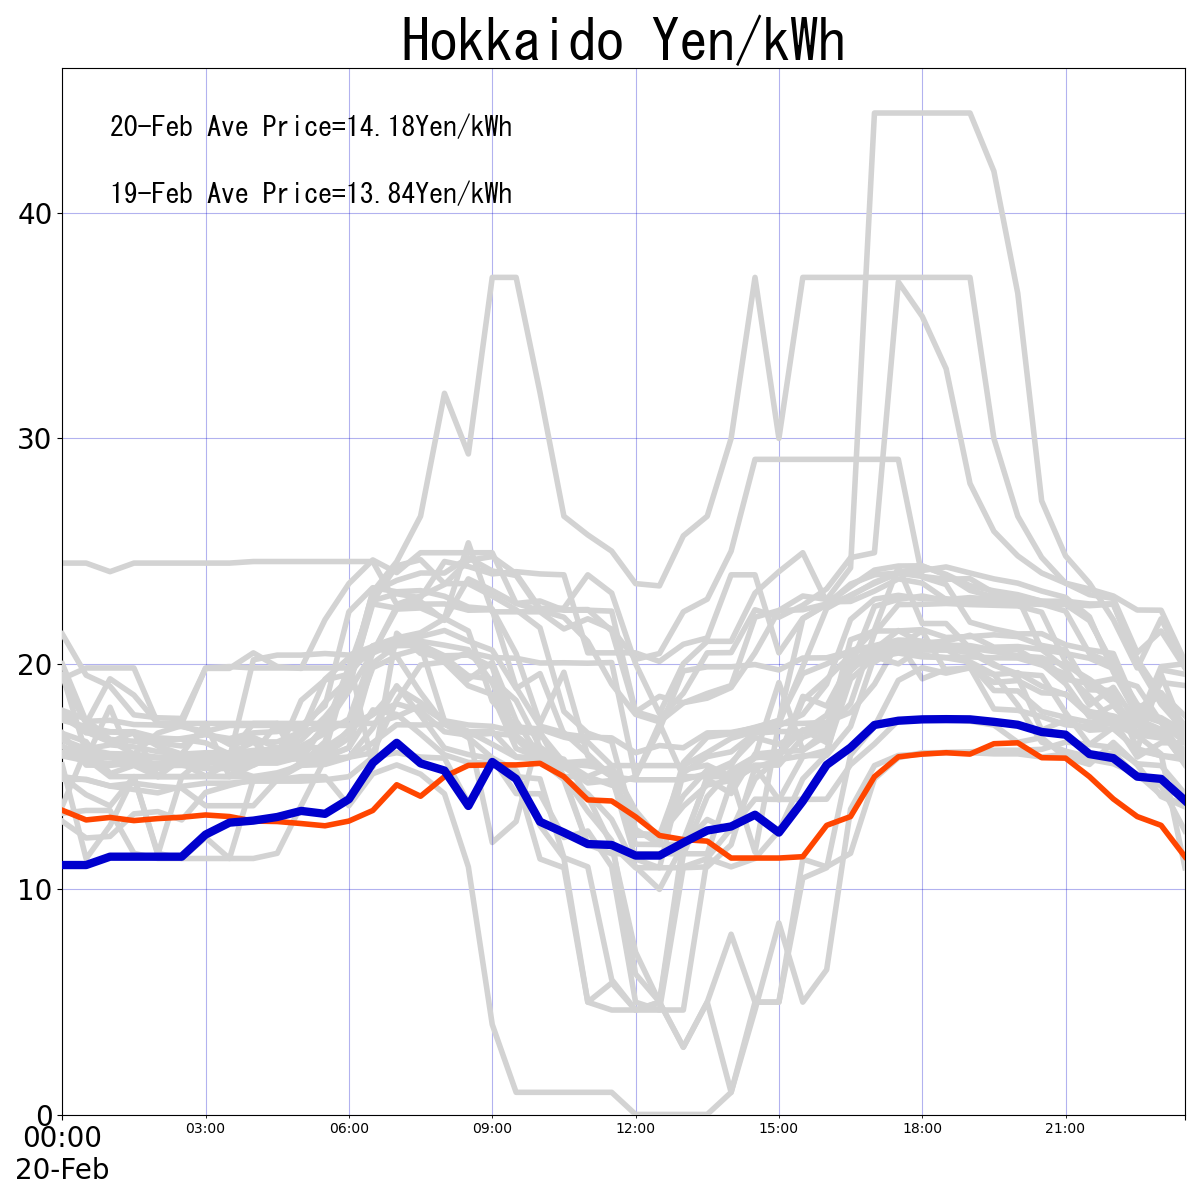 Hokkaido Yen/kWh
20-Feb Ave Price=14.18Yen/kWh
19-Feb Ave Price=13.84Yen/kWh
40
30
20
10
0
00:00 03:00 06:00 09:00 12:00 15:00 18:00 21:00
20-Feb